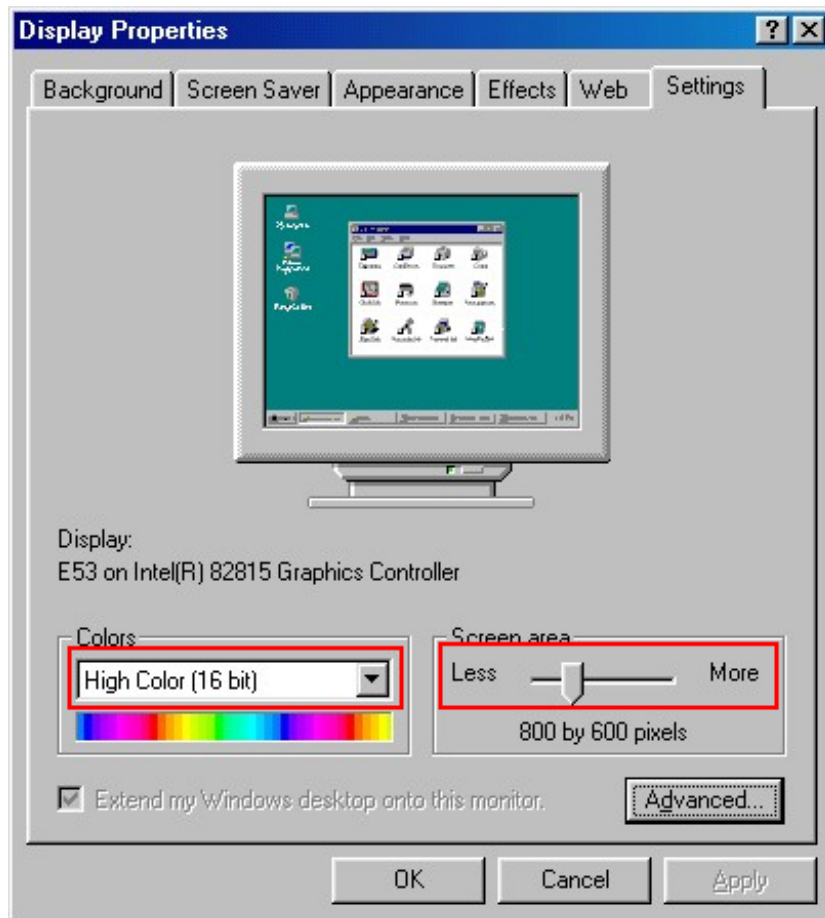 Display Properties
Background Screen Saver Appearance Effects Web Settings
Display:
E53 on Intel(R) 82815 Graphics Controller
Colors
Screen area
High Color (16 bit)
Less More
800 by 600 pixels
Extend my Windows desktop onto this monitor.
Advanced...
OK Cancel Apply